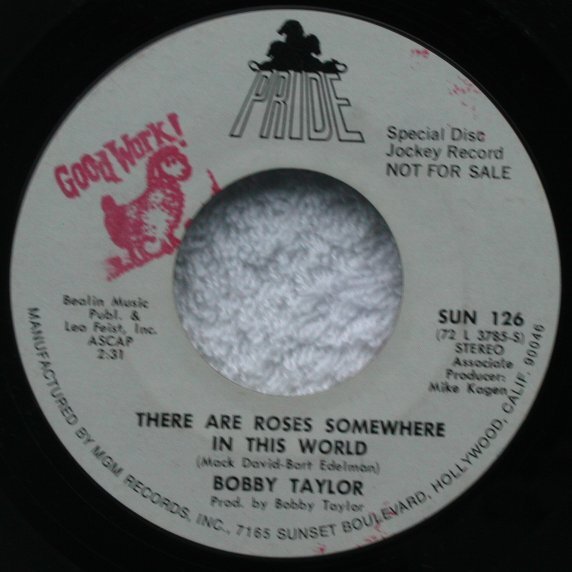 PRIDE
Special Disc
Jockey Record
NOT FOR SALE
GOOD WORK!
Bealin Music
Publ. &
Leo Feist, Inc.
ASCAP
2:31
SUN 126
(72 L 3785-S)
STEREO
Associate
Producer:
Mike Kagen
THERE ARE ROSES SOMEWHERE
IN THIS WORLD
(Mack David-Bart Edelman)
BOBBY TAYLOR
Prod. by Bobby Taylor
MANUFACTURED BY MGM RECORDS, INC., 7165 SUNSET BOULEVARD, HOLLYWOOD, CALIF. 90046